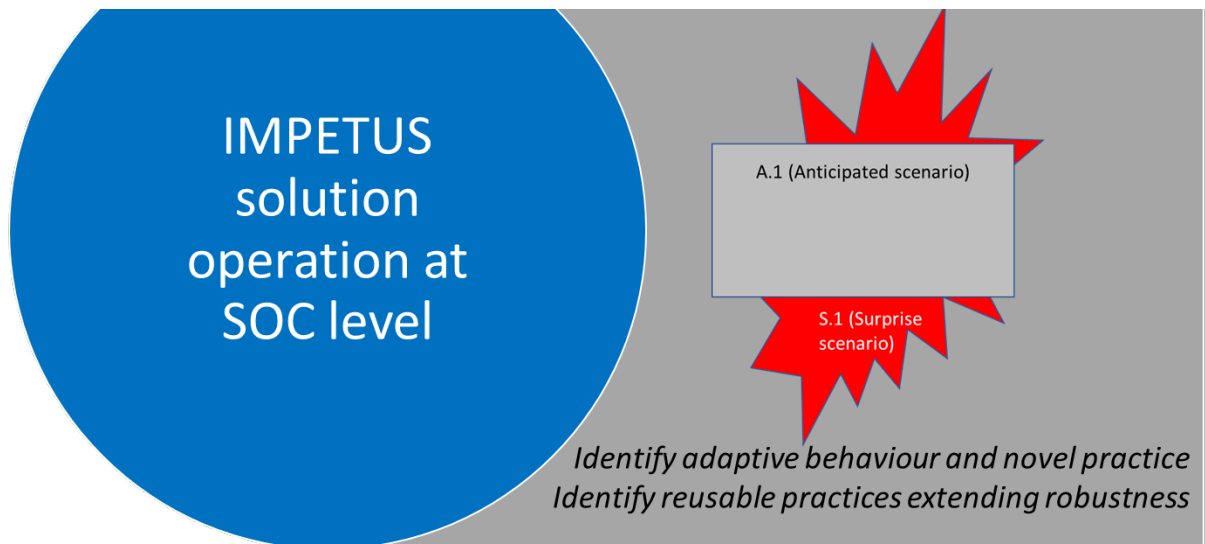 IMPETUS
solution
operation at
SOC level
A.1 (Anticipated scenario)
S.1 (Surprise
scenario)
Identify adaptive behaviour and novel practice
Identify reusable practices extending robustness